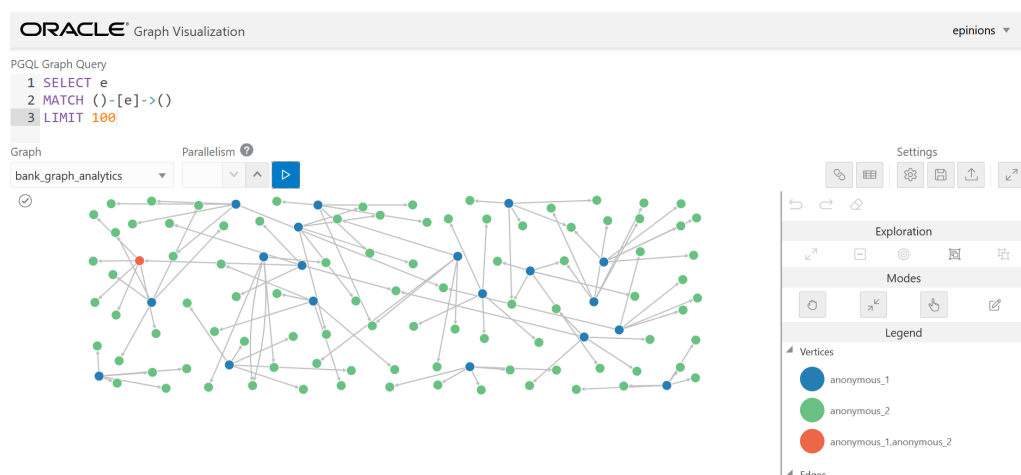 ORACLE® Graph Visualization
epinions
PGQL Graph Query
1 SELECT e
2 MATCH ()-[e]->()
3 LIMIT 100
Graph
Parallelism ?
Settings
bank_graph_analytics
Exploration
Modes
Legend
Vertices
anonymous_1
anonymous_2
anonymous_1,anonymous_2
Edges